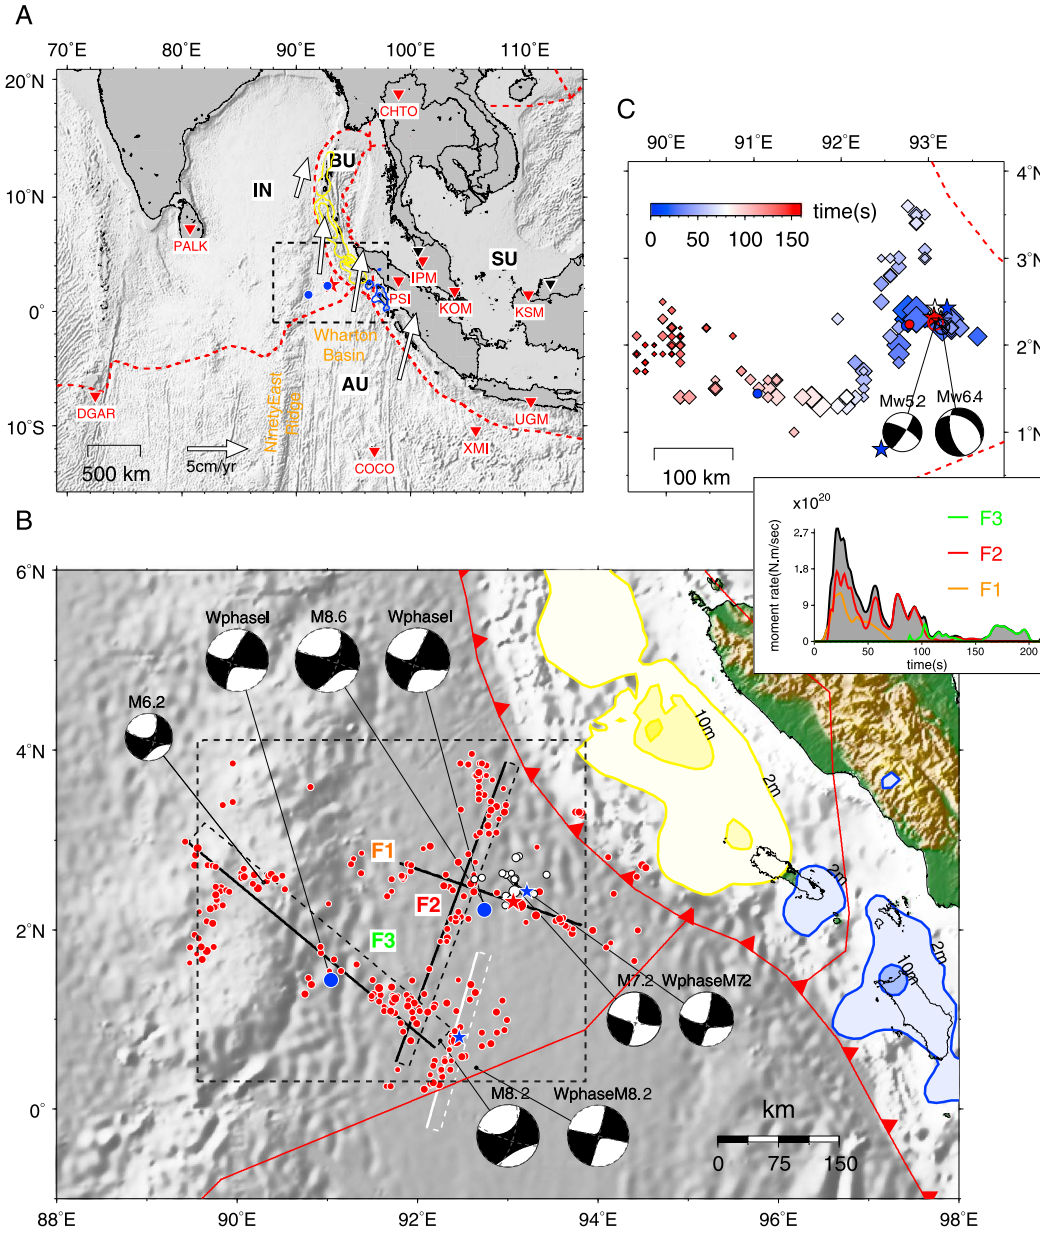 A
70°E 80°E 90°E 100°E 110°E
20°N
10°N
0°
10°S
CHTO
BU
IN
PALK
SU
IPM
PSI
KOM
KSM
Wharton
Basin
AU
NinetyEast
Ridge
DGAR
UGM
XMI
COCO
500 km
5cm/yr
C
90°E 91°E 92°E 93°E
4°N
3°N
2°N
1°N
time(s)
0 50 100 150
Mw5.2
Mw6.4
100 km
x10²⁰
moment rate(N.m/sec)
2.7
1.8
9
0
0 50 100 150 200
time(s)
F3
F2
F1
B
6°N
4°N
2°N
0°
88°E 90°E 92°E 94°E 96°E 98°E
WphaseI
M8.6
WphaseI
M6.2
F1
F2
F3
10m
2m
2m
2m
10m
M7.2
WphaseM7.2
M8.2
WphaseM8.2
km
0 75 150